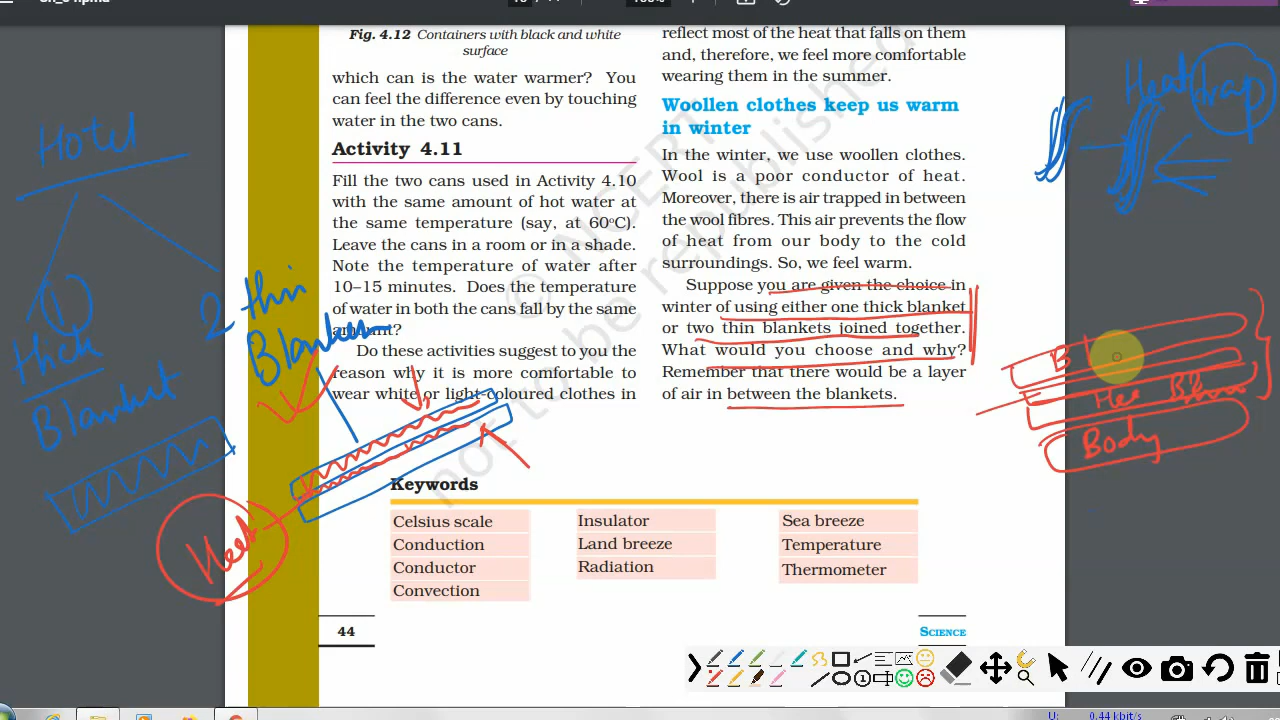 Fig. 4.12 Containers with black and white
surface
which can is the water warmer? You
can feel the difference even by touching
water in the two cans.
Activity 4.11
Fill the two cans used in Activity 4.10
with the same amount of hot water at
the same temperature (say, at 60°C).
Leave the cans in a room or in a shade.
Note the temperature of water after
10–15 minutes. Does the temperature
of water in both the cans fall by the same
amount?
Do these activities suggest to you the
reason why it is more comfortable to
wear white or light-coloured clothes in
reflect most of the heat that falls on them
and, therefore, we feel more comfortable
wearing them in the summer.
Woollen clothes keep us warm
in winter
In the winter, we use woollen clothes.
Wool is a poor conductor of heat.
Moreover, there is air trapped in between
the wool fibres. This air prevents the flow
of heat from our body to the cold
surroundings. So, we feel warm.
Suppose you are given the choice in
winter of using either one thick blanket
or two thin blankets joined together.
What would you choose and why?
Remember that there would be a layer
of air in between the blankets.
Keywords
Celsius scale
Conduction
Conductor
Convection
Insulator
Land breeze
Radiation
Sea breeze
Temperature
Thermometer
44
SCIENCE
© NCERT
not to be republished
Hotel
1
thick
Blanket
2 thin
Blanket
Heat
Heat trap
Body
U: 0.44 kbit/s